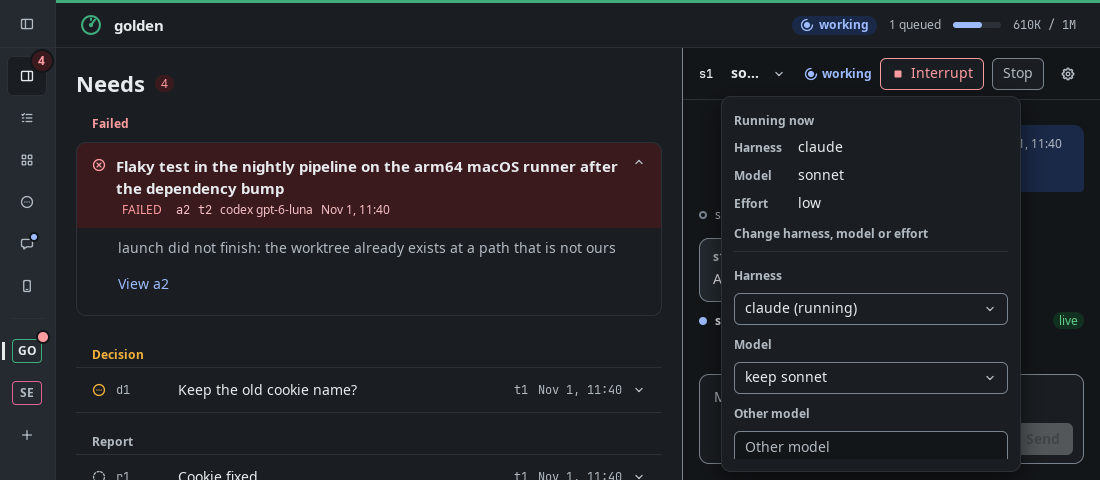 golden
working
1 queued
610K / 1M
4
GO
SE
Needs 4
Failed
Flaky test in the nightly pipeline on the arm64 macOS runner after
the dependency bump
FAILED a2 t2 codex gpt-6-luna Nov 1, 11:40
launch did not finish: the worktree already exists at a path that is not ours
View a2
Decision
d1 Keep the old cookie name? t1 Nov 1, 11:40
Report
r1 Cookie fixed t1 Nov 1, 11:40
s1 so... working Interrupt Stop
Running now
Harness claude
Model sonnet
Effort low
Change harness, model or effort
Harness
claude (running)
Model
keep sonnet
Other model
Other model
11:40
live
Send